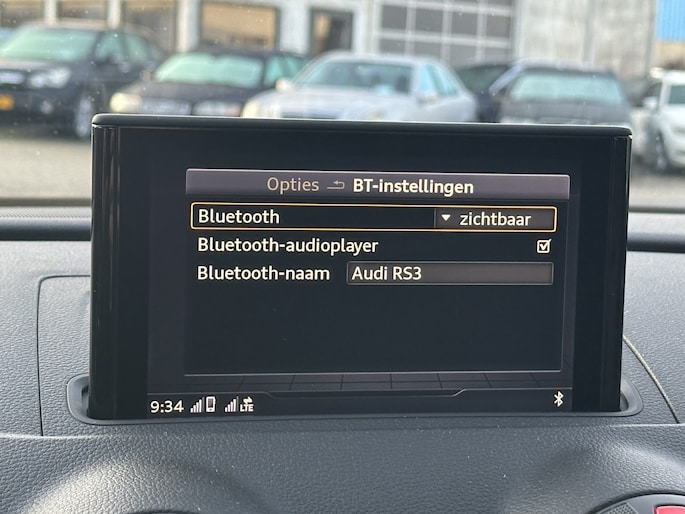 Opties BT-instellingen
Bluetooth zichtbaar
Bluetooth-audioplayer
Bluetooth-naam Audi RS3
9:34 LTE